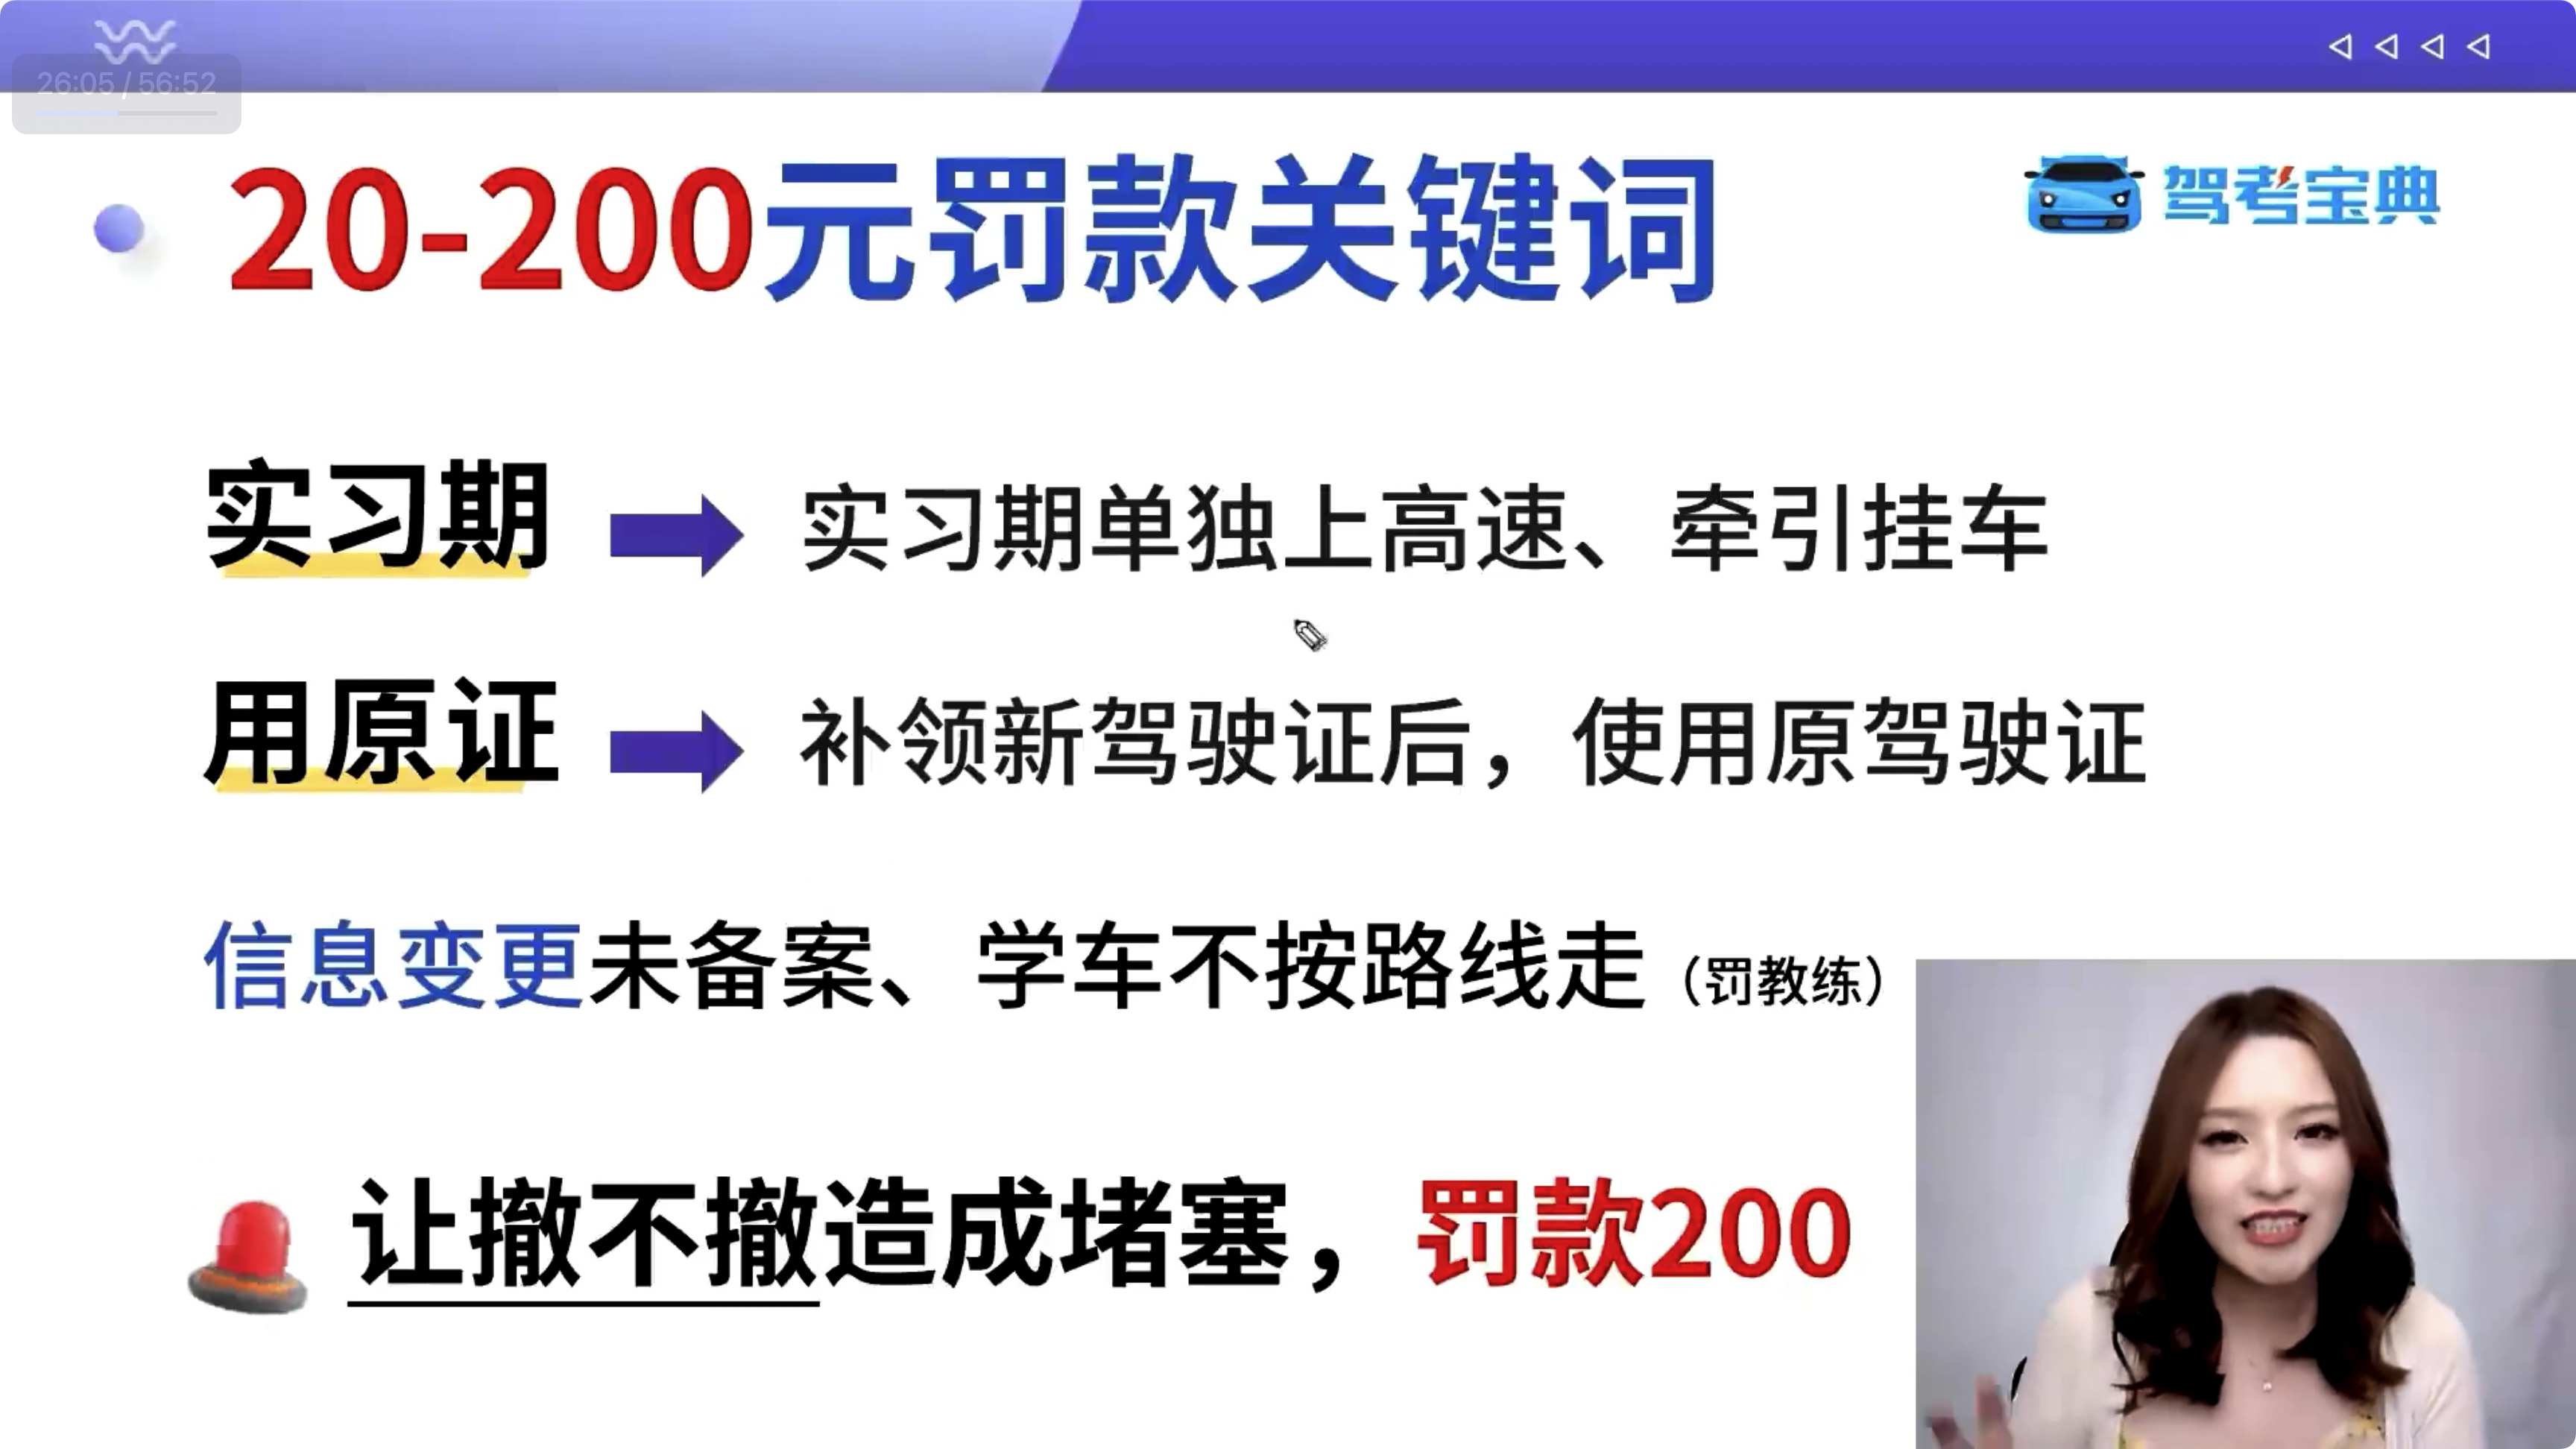 26:05 / 56:52
20-200元罚款关键词
驾考宝典
实习期 实习期单独上高速、牵引挂车
用原证 补领新驾驶证后，使用原驾驶证
信息变更未备案、学车不按路线走（罚教练）
让撤不撤造成堵塞，罚款200